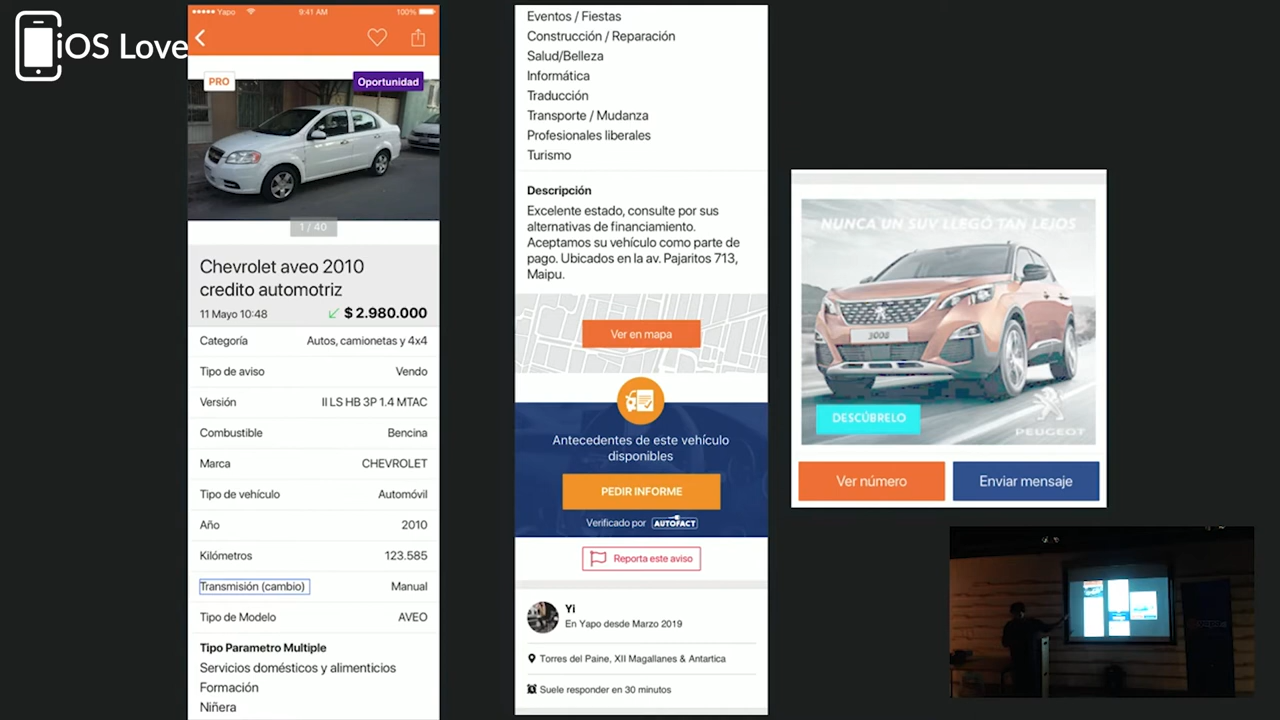 iOS Love
Yapo
9:41 AM
100%
PRO
Oportunidad
1 / 40
Chevrolet aveo 2010
credito automotriz
11 Mayo 10:48
$ 2.980.000
Categoría Autos, camionetas y 4x4
Tipo de aviso Vendo
Versión II LS HB 3P 1.4 MTAC
Combustible Bencina
Marca CHEVROLET
Tipo de vehículo Automóvil
Año 2010
Kilómetros 123.585
Transmisión (cambio) Manual
Tipo de Modelo AVEO
Tipo Parametro Multiple
Servicios domésticos y alimenticios
Formación
Niñera
Eventos / Fiestas
Construcción / Reparación
Salud/Belleza
Informática
Traducción
Transporte / Mudanza
Profesionales liberales
Turismo
Descripción
Excelente estado, consulte por sus
alternativas de financiamiento.
Aceptamos su vehículo como parte de
pago. Ubicados en la av. Pajaritos 713,
Maipu.
Ver en mapa
Antecedentes de este vehículo
disponibles
PEDIR INFORME
Verificado por AUTOFACT
Reporta este aviso
Yi
En Yapo desde Marzo 2019
Torres del Paine, XII Magallanes & Antartica
Suele responder en 30 minutos
NUNCA UN SUV LLEGÓ TAN LEJOS
3008
DESCÚBRELO
PEUGEOT
Ver número
Enviar mensaje